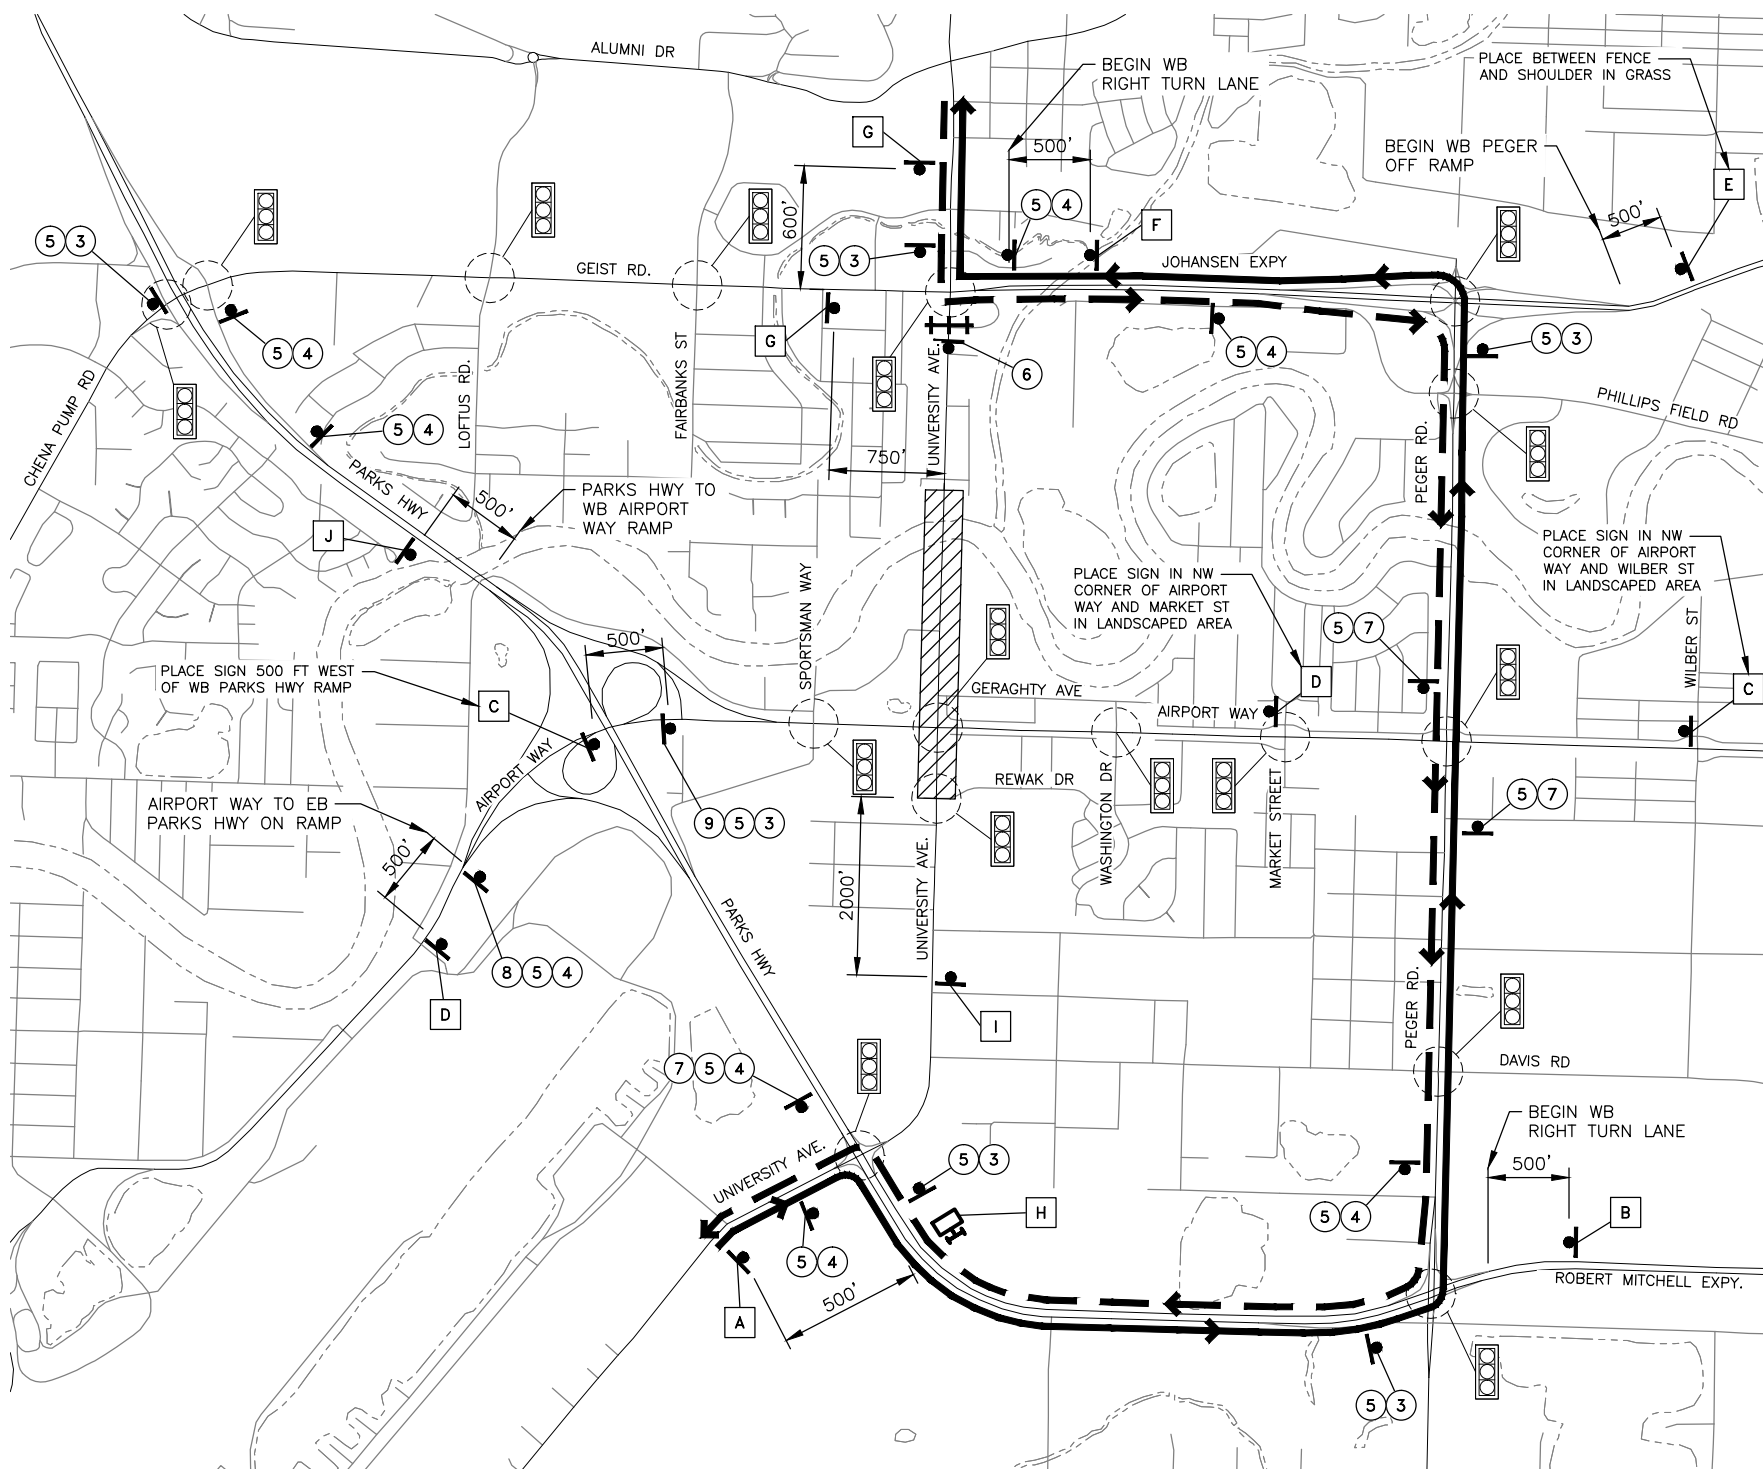 ALUMNI DR
BEGIN WB
RIGHT TURN LANE
PLACE BETWEEN FENCE
AND SHOULDER IN GRASS
G
500'
BEGIN WB PEGER
OFF RAMP
E
500'
600'
5 4
F
5 3
5 3
GEIST RD.
JOHANSEN EXPY
5 4
G
5 4
5 3
6
UNIVERSITY AVE.
FAIRBANKS ST
LOFTUS RD.
CHENA PUMP RD
PHILLIPS FIELD RD
5 4
750'
PEGER RD.
PARKS HWY
500'
PARKS HWY TO
WB AIRPORT
WAY RAMP
J
PLACE SIGN IN NW
CORNER OF AIRPORT
WAY AND WILBER ST
IN LANDSCAPED AREA
PLACE SIGN IN NW
CORNER OF AIRPORT
WAY AND MARKET ST
IN LANDSCAPED AREA
SPORTSMAN WAY
WILBER ST
5 7
500'
PLACE SIGN 500 FT WEST
OF WB PARKS HWY RAMP
C
GERAGHTY AVE
D
C
AIRPORT WAY
AIRPORT WAY
REWAK DR
WASHINGTON DR
MARKET STREET
AIRPORT WAY TO EB
PARKS HWY ON RAMP
9 5 3
5 7
500'
2000'
UNIVERSITY AVE.
PARKS HWY
8 5 4
D
I
PEGER RD.
DAVIS RD
7 5 4
BEGIN WB
RIGHT TURN LANE
UNIVERSITY AVE.
5 3
500'
H
5 4
B
5 4
500'
A
ROBERT MITCHELL EXPY.
5 3